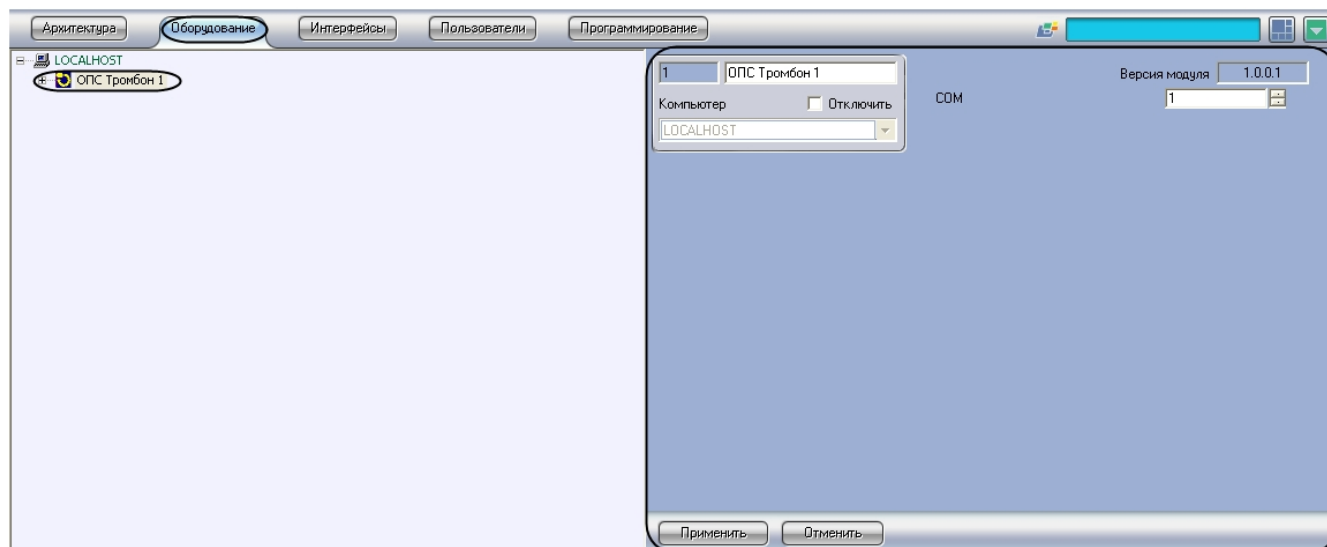 Архитектура Оборудование Интерфейсы Пользователи Программирование
LOCALHOST
ОПС Тромбон 1
1 ОПС Тромбон 1
Компьютер Отключить
LOCALHOST
Версия модуля 1.0.0.1
COM 1
Применить Отменить